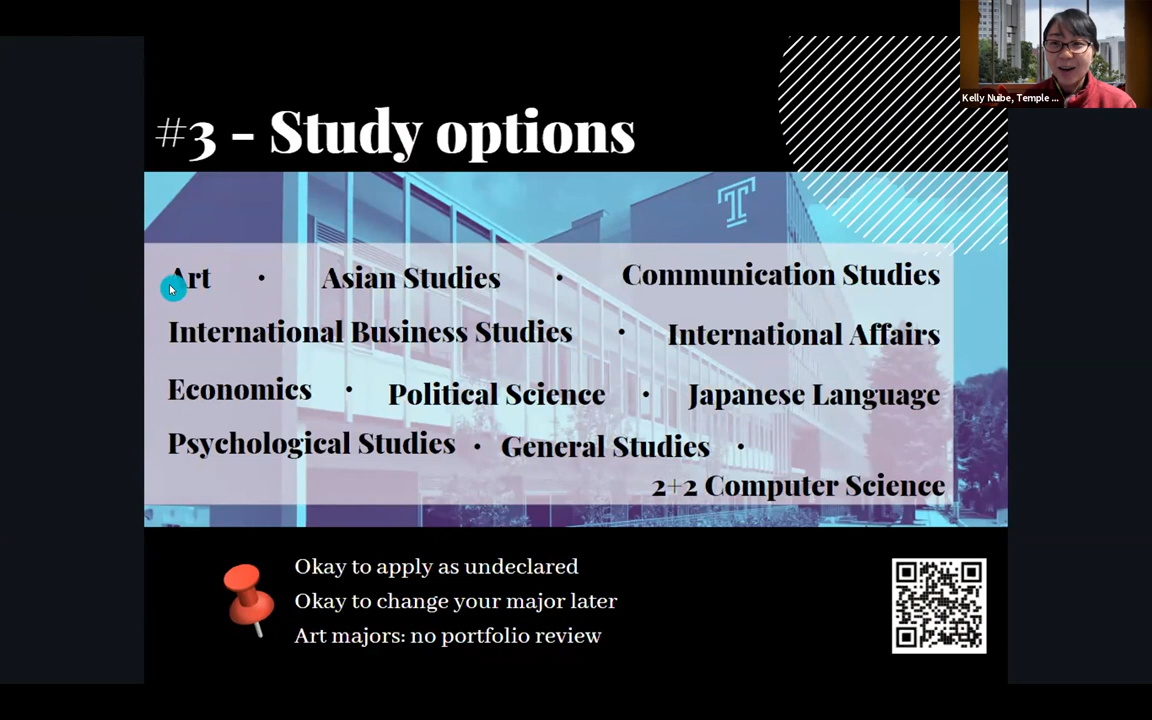 Kelly Nuibe, Temple ...
#3 - Study options
T
Art · Asian Studies · Communication Studies
International Business Studies · International Affairs
Economics · Political Science · Japanese Language
Psychological Studies · General Studies ·
2+2 Computer Science
Okay to apply as undeclared
Okay to change your major later
Art majors: no portfolio review